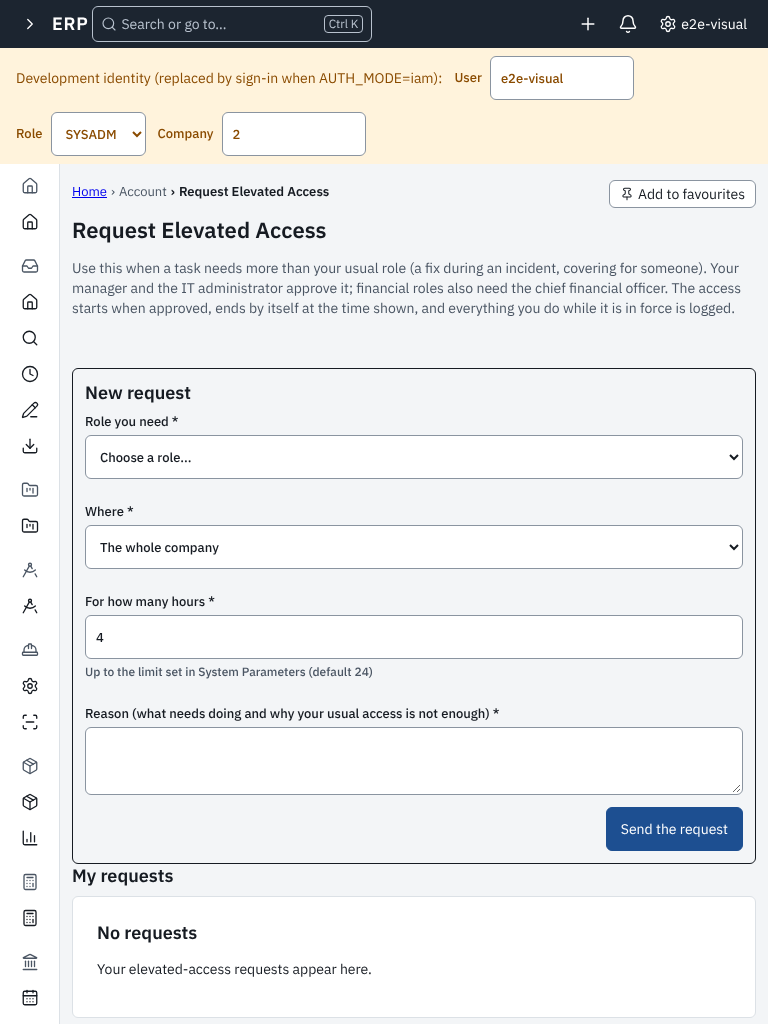 ERP
Search or go to...
Ctrl K
e2e-visual
Development identity (replaced by sign-in when AUTH_MODE=iam):
User
e2e-visual
Role
SYSADM
Company
2
Home › Account › Request Elevated Access
Add to favourites
Request Elevated Access
Use this when a task needs more than your usual role (a fix during an incident, covering for someone). Your
manager and the IT administrator approve it; financial roles also need the chief financial officer. The access
starts when approved, ends by itself at the time shown, and everything you do while it is in force is logged.
New request
Role you need *
Choose a role...
Where *
The whole company
For how many hours *
4
Up to the limit set in System Parameters (default 24)
Reason (what needs doing and why your usual access is not enough) *
Send the request
My requests
No requests
Your elevated-access requests appear here.